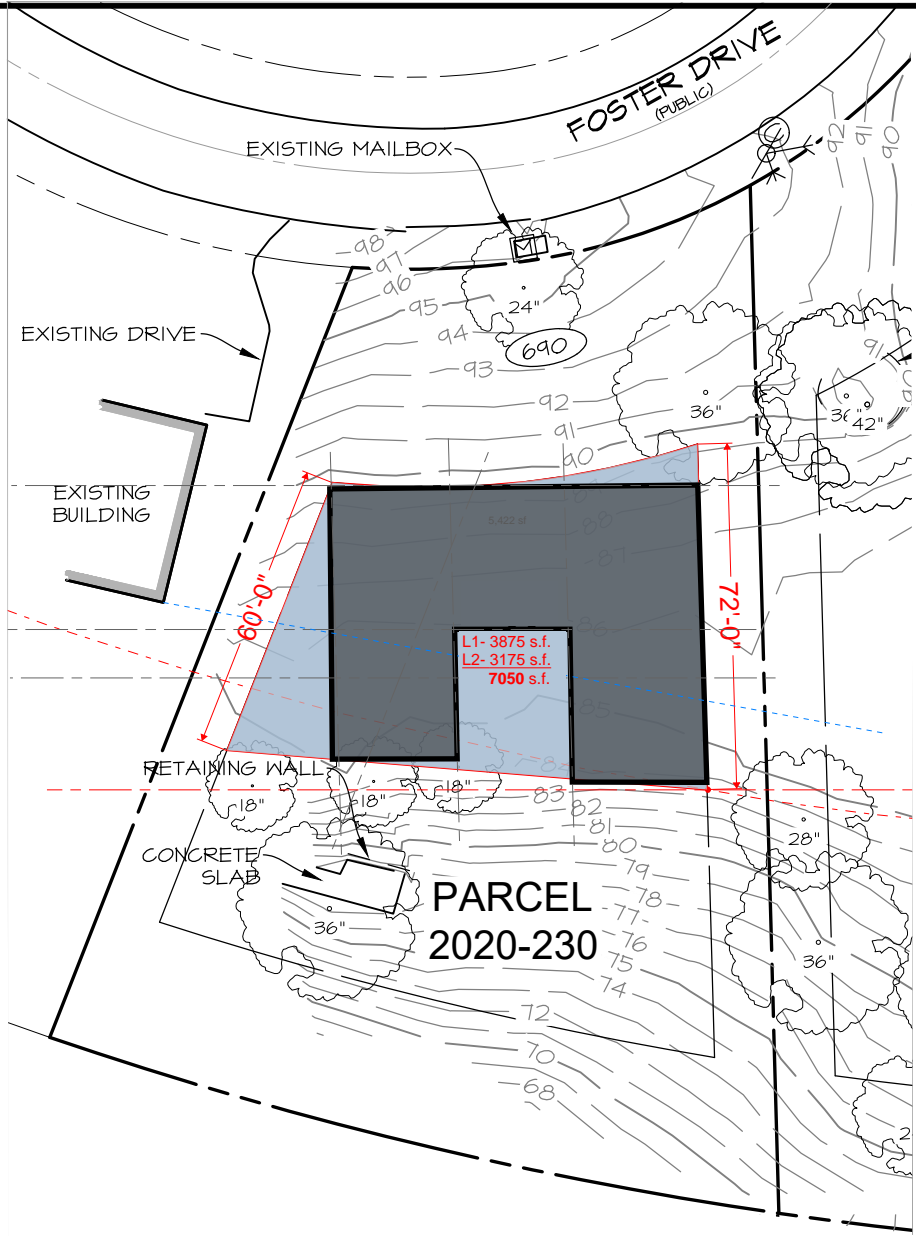 FOSTER DRIVE
(PUBLIC)
92
91
90
EXISTING MAILBOX
M
98
97
96
95
94
93
92
91
90
24"
690
EXISTING DRIVE
36"
36"
42"
91
EXISTING
BUILDING
5,422 sf
88
87
86
85
60'-0"
72'-0"
L1- 3875 s.f.
L2- 3175 s.f.
7050 s.f.
RETAINING WALL
18"
18"
18"
83
82
81
80
79
78
77
76
75
74
72
70
68
28"
CONCRETE
SLAB
36"
PARCEL
2020-230
36"